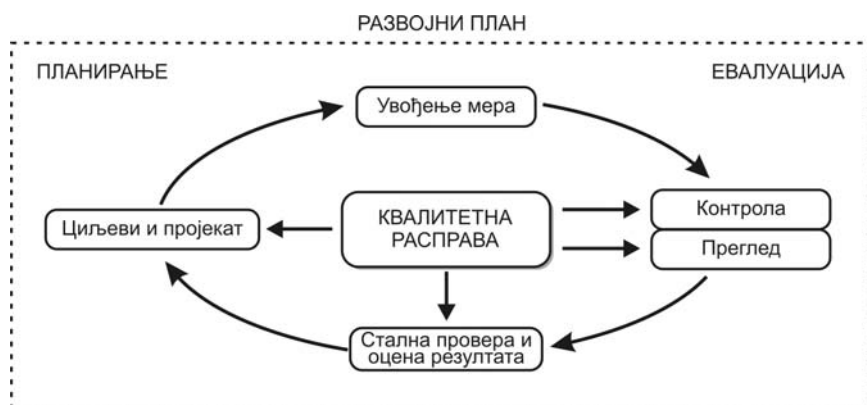 РАЗВОЈНИ ПЛАН
ПЛАНИРАЊЕ
ЕВАЛУАЦИЈА
Увођење мера
Циљеви и пројекат
КВАЛИТЕТНА
РАСПРАВА
Контрола
Преглед
Стална провера и
оцена резултата